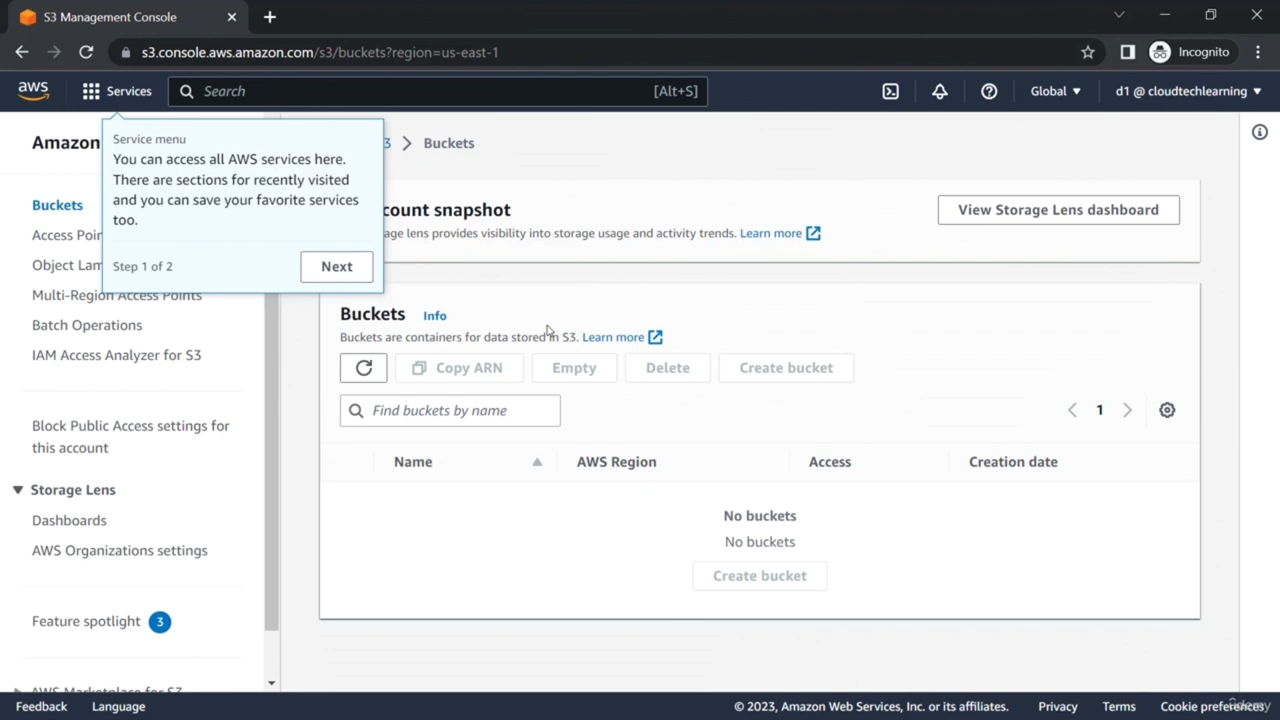 S3 Management Console
s3.console.aws.amazon.com/s3/buckets?region=us-east-1
Incognito
aws
Services
Search
[Alt+S]
Global
d1 @ cloudtechlearning
Amazon
Service menu
You can access all AWS services here.
There are sections for recently visited
and you can save your favorite services
too.
Step 1 of 2
Next
3
Buckets
count snapshot
age lens provides visibility into storage usage and activity trends. Learn more
View Storage Lens dashboard
Buckets
Access Poin
Object Lam
Multi-Region Access Points
Batch Operations
IAM Access Analyzer for S3
Block Public Access settings for
this account
Storage Lens
Dashboards
AWS Organizations settings
Feature spotlight 3
AWS Marketplace for S3
Buckets Info
Buckets are containers for data stored in S3. Learn more
Copy ARN
Empty
Delete
Create bucket
Find buckets by name
1
Name
AWS Region
Access
Creation date
No buckets
No buckets
Create bucket
Feedback
Language
© 2023, Amazon Web Services, Inc. or its affiliates.
Privacy
Terms
Cookie preferences
Udemy